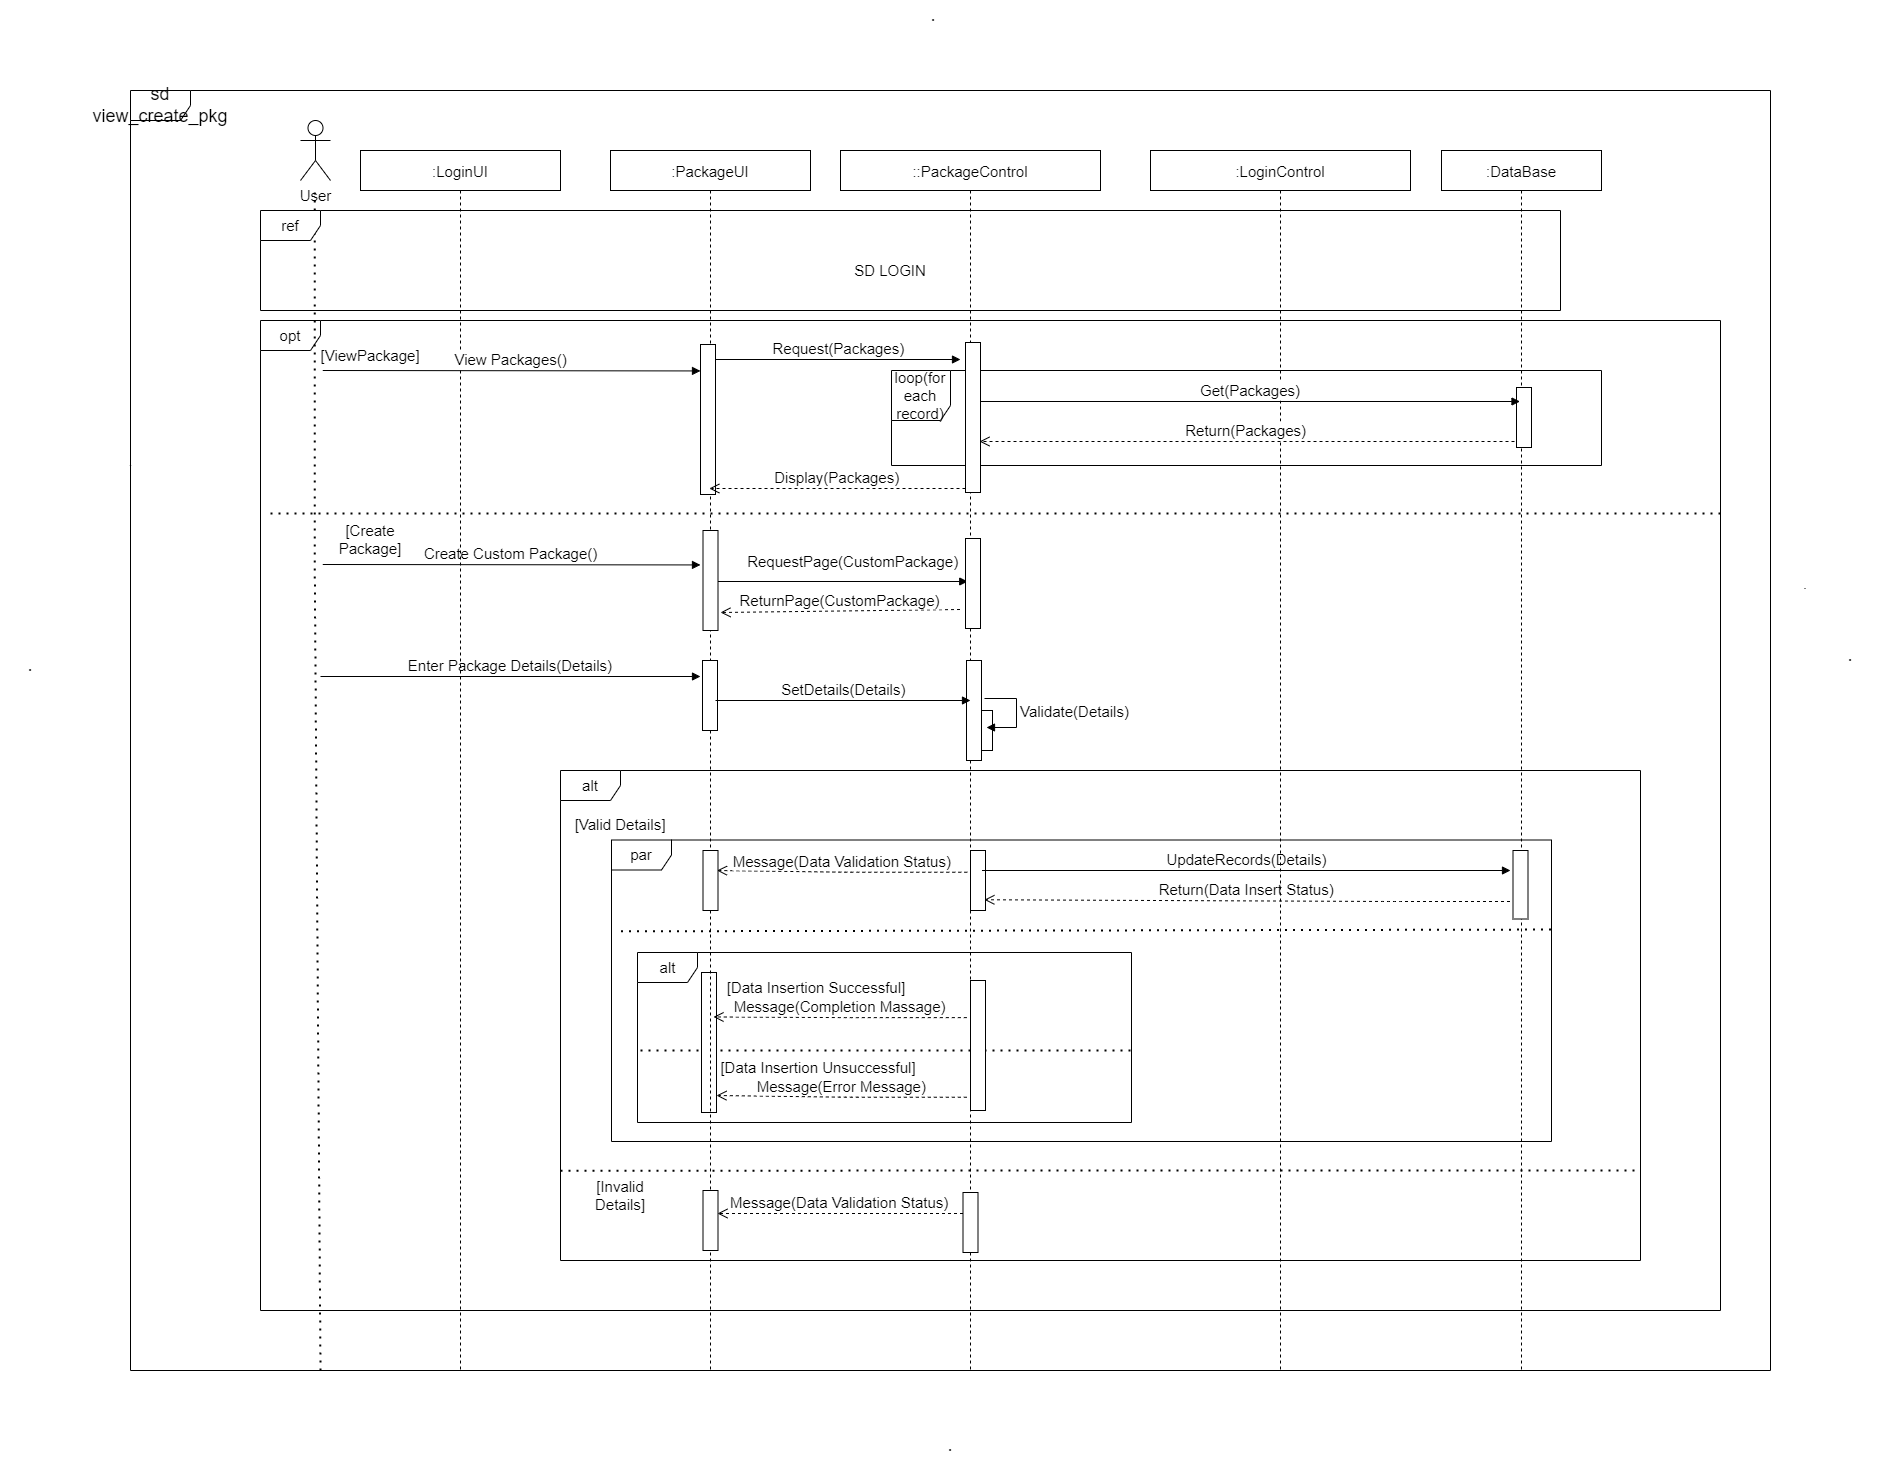 sd
view_create_pkg
User
:LoginUI
:PackageUI
::PackageControl
:LoginControl
:DataBase
ref
SD LOGIN
opt
[ViewPackage]
View Packages()
Request(Packages)
loop(for
each
record)
Get(Packages)
Return(Packages)
Display(Packages)
[Create
Package]
Create Custom Package()
RequestPage(CustomPackage)
ReturnPage(CustomPackage)
Enter Package Details(Details)
SetDetails(Details)
Validate(Details)
alt
[Valid Details]
par
Message(Data Validation Status)
UpdateRecords(Details)
Return(Data Insert Status)
alt
[Data Insertion Successful]
Message(Completion Massage)
[Data Insertion Unsuccessful]
Message(Error Message)
[Invalid
Details]
Message(Data Validation Status)